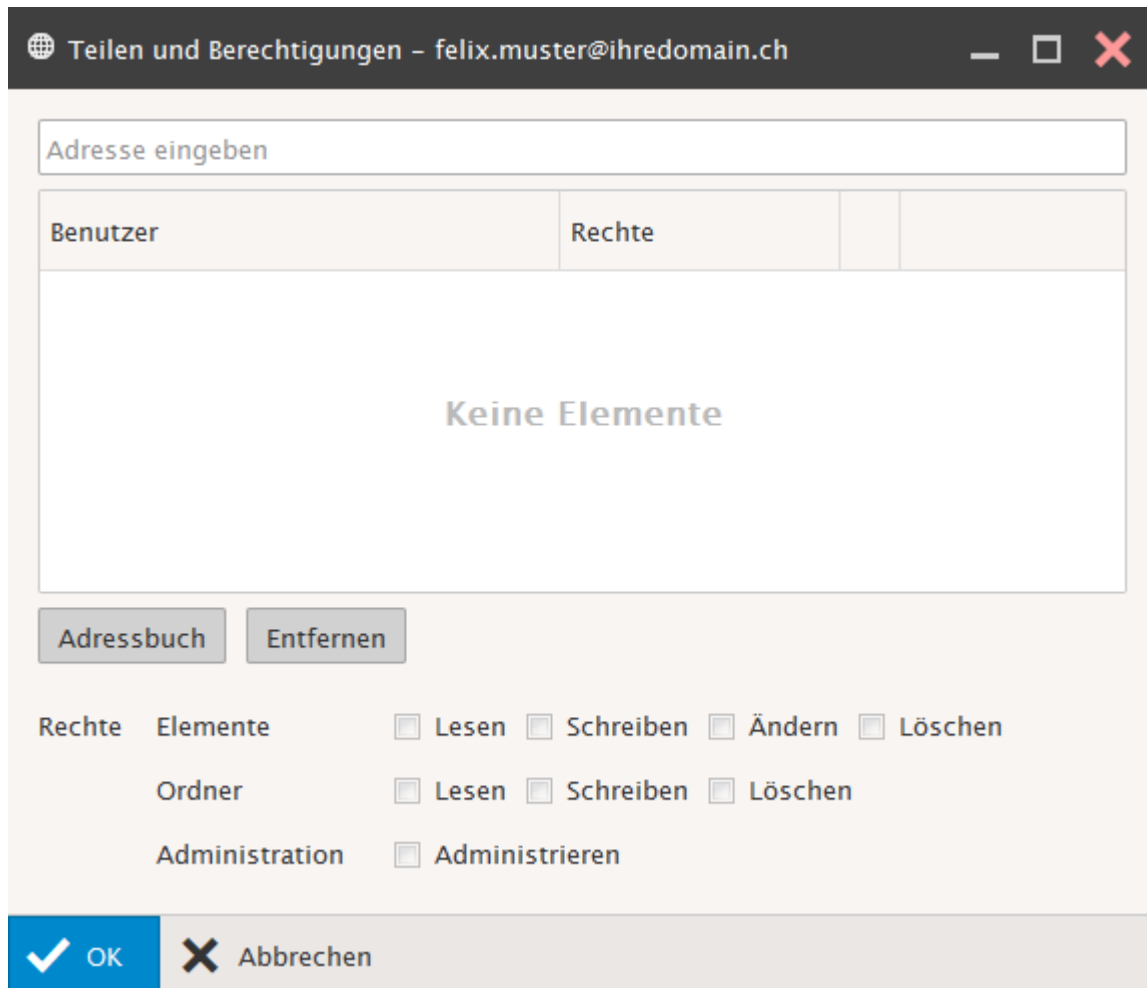 Teilen und Berechtigungen – felix.muster@ihredomain.ch
Adresse eingeben
Benutzer Rechte
Keine Elemente
Adressbuch Entfernen
Rechte Elemente Lesen Schreiben Ändern Löschen
Ordner Lesen Schreiben Löschen
Administration Administrieren
OK Abbrechen